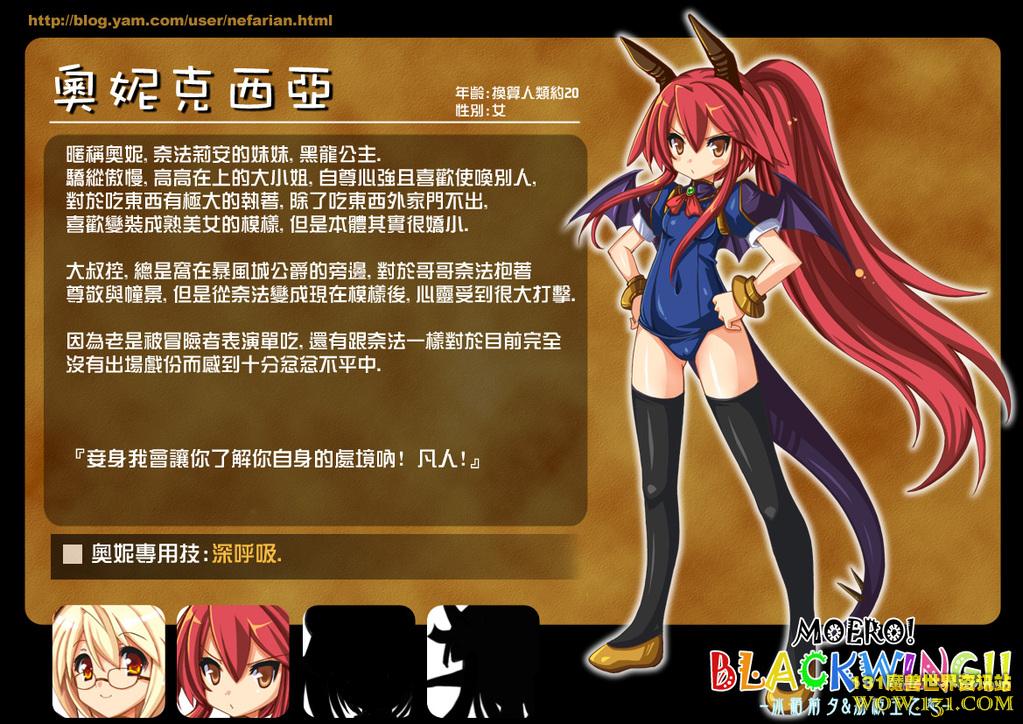 http://blog.yam.com/user/nefarian.html
奧妮克西亞
年齡:換算人類約20
性別:女
暱稱奧妮,奈法莉安的妹妹,黑龍公主.
驕縱傲慢,高高在上的大小姐,自尊心強且喜歡使喚別人,
對於吃東西有極大的執著,除了吃東西外家門不出,
喜歡變裝成熟美女的模樣,但是本體其實很嬌小.
大叔控,總是窩在暴風城公爵的旁邊,對於哥哥奈法抱著
尊敬與憧景,但是從奈法變成現在模樣後,心靈受到很大打擊.
因為老是被冒險者表演單吃,還有跟奈法一樣對於目前完全
沒有出場戲份而感到十分忿忿不平中.
『妾身我會讓你了解你自身的處境吶! 凡人!』
奧妮專用技:深呼吸.
MOERO!
BLACKWING!!
131魔兽世界資訊站
WOW.131.COM